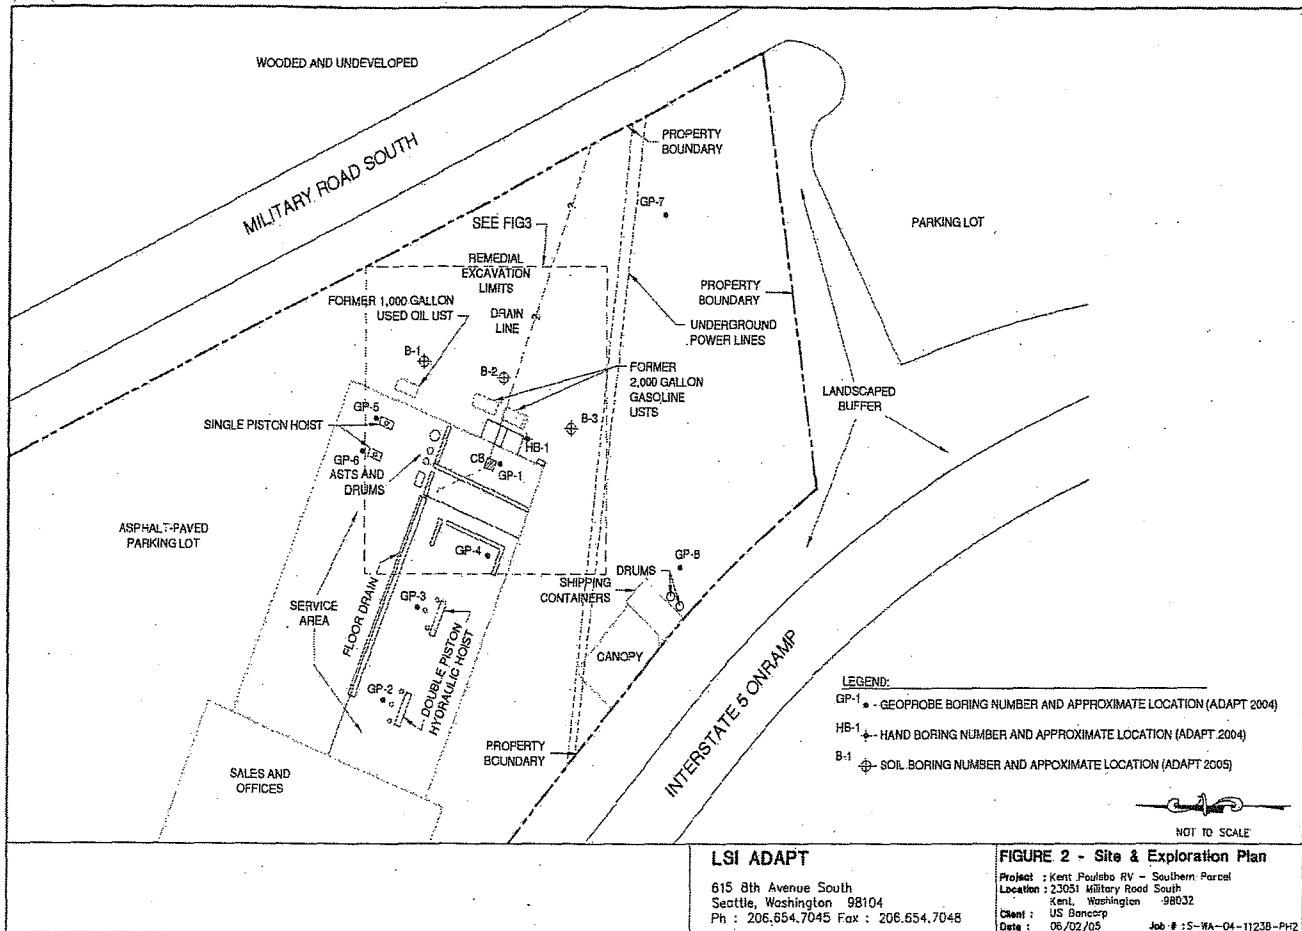 WOODED AND UNDEVELOPED
MILITARY ROAD SOUTH
PROPERTY
BOUNDARY
GP-7
PARKING LOT
SEE FIG3
REMEDIAL
EXCAVATION
LIMITS
PROPERTY
BOUNDARY
FORMER 1,000 GALLON
USED OIL UST
DRAIN
LINE
UNDERGROUND
POWER LINES
B-1
B-2
FORMER
2,000 GALLON
GASOLINE
USTS
LANDSCAPED
BUFFER
GP-5
SINGLE PISTON HOIST
B-3
HB-1
GP-6
CB
GP-1
ASTS AND
DRUMS
ASPHALT-PAVED
PARKING LOT
GP-4
GP-8
DRUMS
SHIPPING
CONTAINERS
SERVICE
AREA
FLOOR DRAIN
GP-3
DOUBLE PISTON
HYDRAULIC HOIST
CANOPY
GP-2
INTERSTATE 5 ONRAMP
PROPERTY
BOUNDARY
SALES AND
OFFICES
LEGEND:
GP-1 - GEOPROBE BORING NUMBER AND APPROXIMATE LOCATION (ADAPT 2004)
HB-1 - HAND BORING NUMBER AND APPROXIMATE LOCATION (ADAPT 2004)
B-1 - SOIL BORING NUMBER AND APPOXIMATE LOCATION (ADAPT 2005)
NOT TO SCALE
LSI ADAPT
615 8th Avenue South
Seattle, Washington 98104
Ph : 206.654.7045 Fax : 206.654.7048
FIGURE 2 - Site & Exploration Plan
Project : Kent Poulsbo RV - Southern Parcel
Location : 23051 Military Road South
Kent, Washington 98032
Client : US Bancorp
Date : 06/02/05 Job # : S-WA-04-11238-PH2